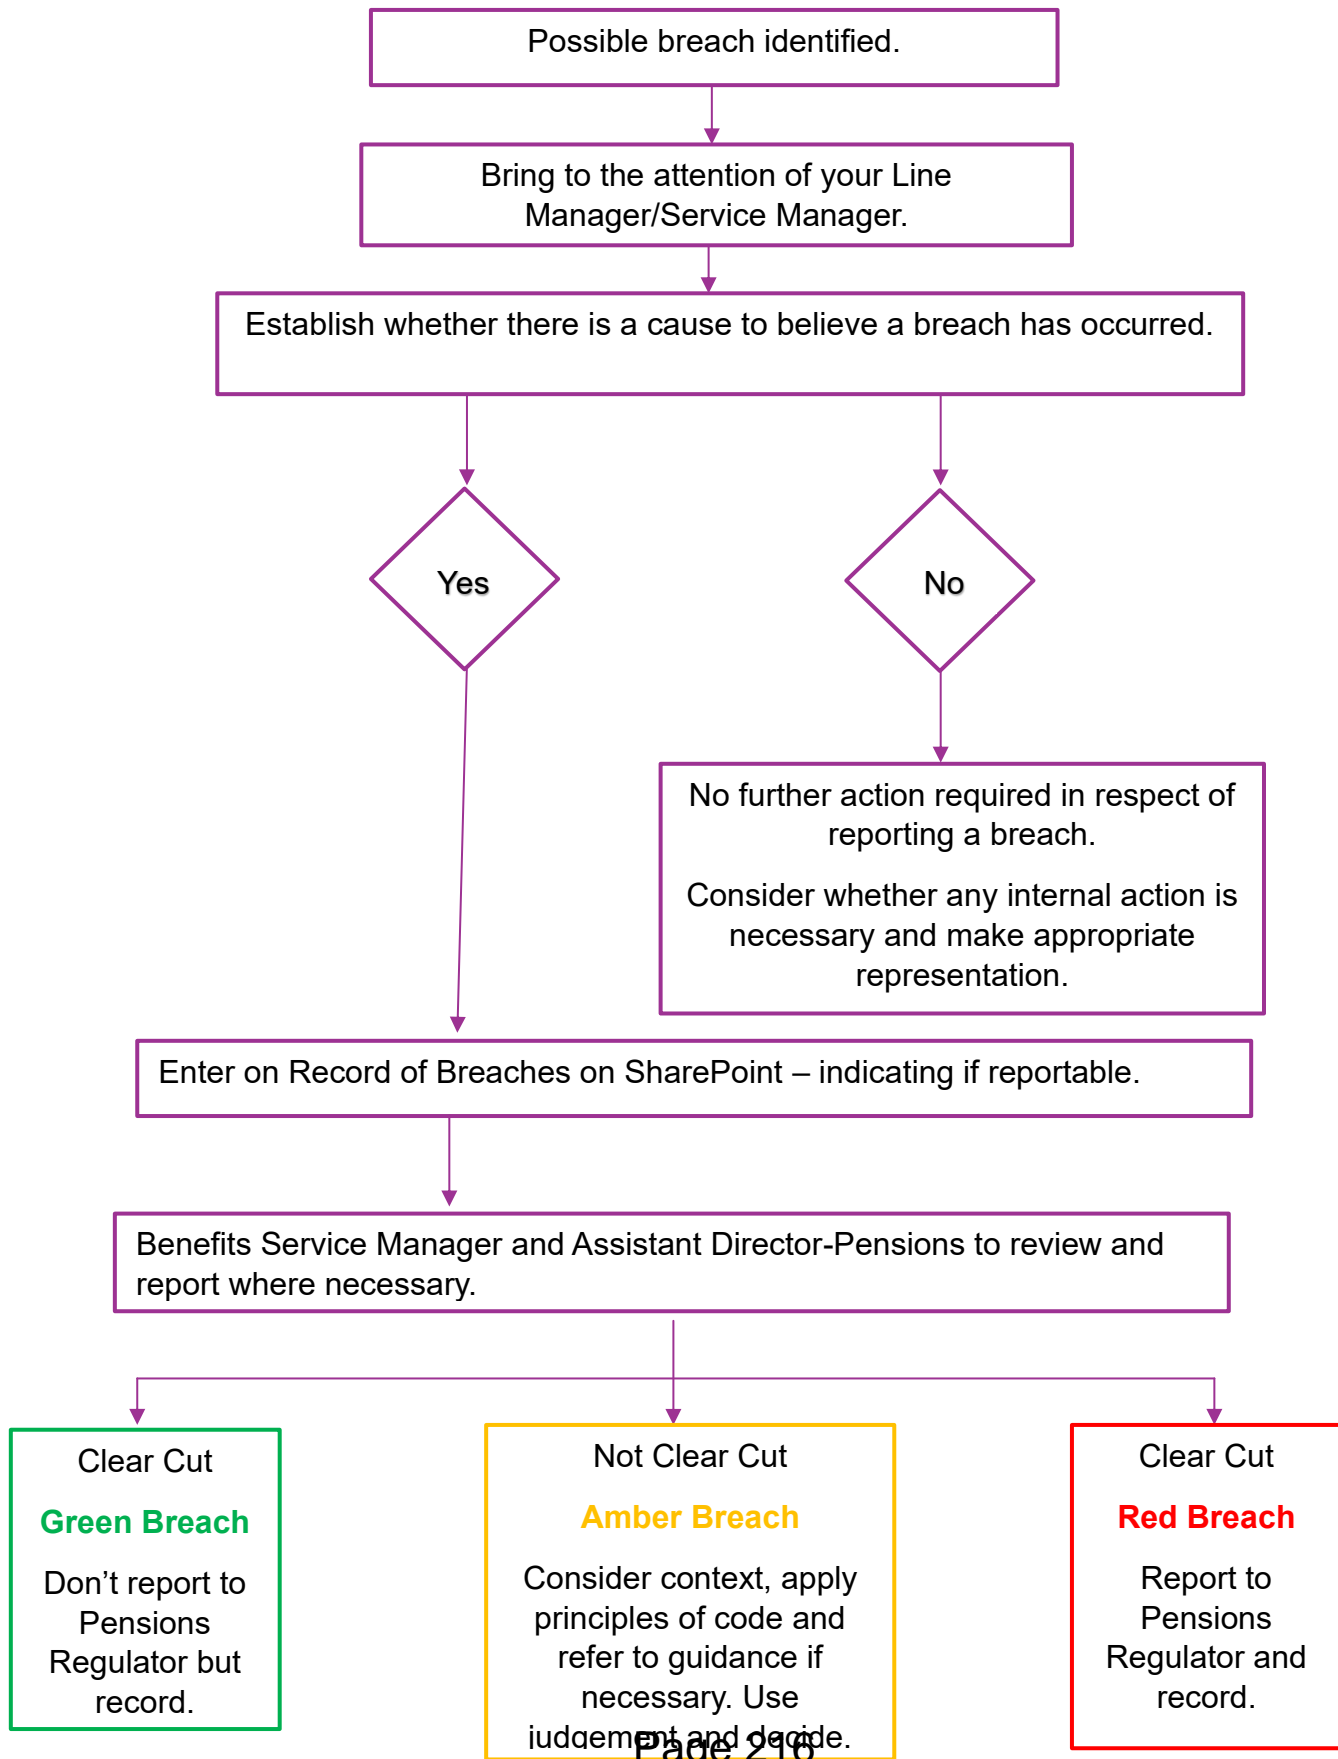 Possible breach identified.
Bring to the attention of your Line
Manager/Service Manager.
Establish whether there is a cause to believe a breach has occurred.
Yes
No
No further action required in respect of
reporting a breach.
Consider whether any internal action is
necessary and make appropriate
representation.
Enter on Record of Breaches on SharePoint – indicating if reportable.
Benefits Service Manager and Assistant Director-Pensions to review and
report where necessary.
Clear Cut
Green Breach
Don’t report to
Pensions
Regulator but
record.
Not Clear Cut
Amber Breach
Consider context, apply
principles of code and
refer to guidance if
necessary. Use
judgement and decide.
Clear Cut
Red Breach
Report to
Pensions
Regulator and
record.
Page 216